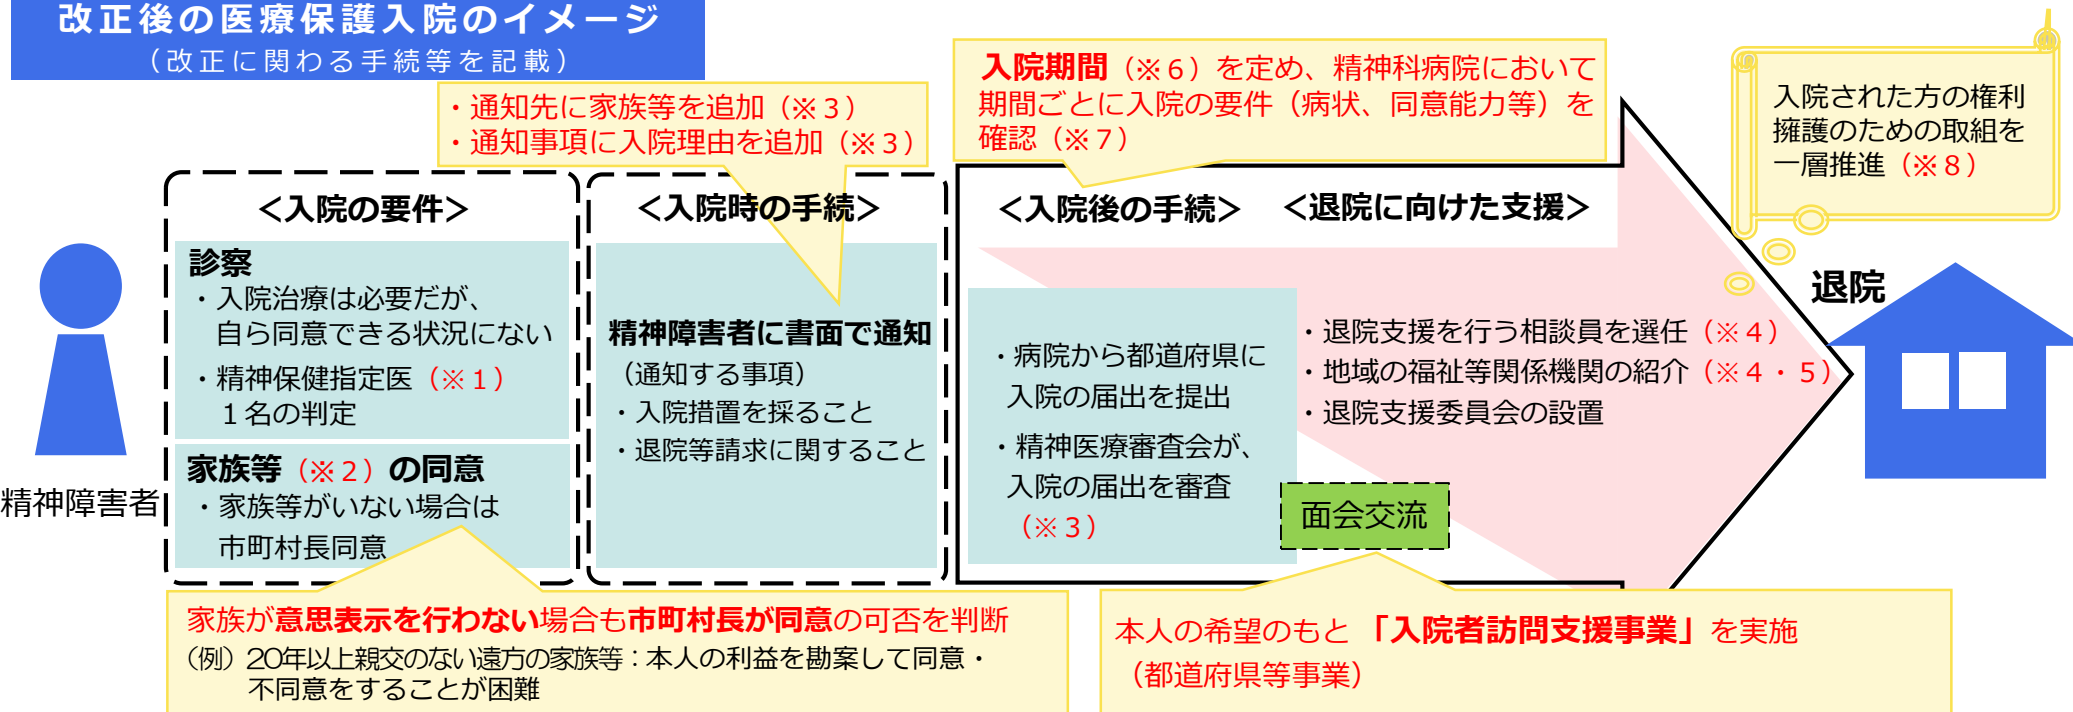 改正後の医療保護入院のイメージ
（改正に関わる手続等を記載）
・通知先に家族等を追加（※３）
・通知事項に入院理由を追加（※３）
入院期間（※６）を定め、精神科病院において
期間ごとに入院の要件（病状、同意能力等）を
確認（※７）
入院された方の権利
擁護のための取組を
一層推進（※８）
精神障害者
＜入院の要件＞
診察
・入院治療は必要だが、
自ら同意できる状況にない
・精神保健指定医（※１）
１名の判定
家族等（※２）の同意
・家族等がいない場合は
市町村長同意
＜入院時の手続＞
精神障害者に書面で通知
（通知する事項）
・入院措置を採ること
・退院等請求に関すること
＜入院後の手続＞
・病院から都道府県に
入院の届出を提出
・精神医療審査会が、
入院の届出を審査
（※３）
＜退院に向けた支援＞
・退院支援を行う相談員を選任（※４）
・地域の福祉等関係機関の紹介（※４・５）
・退院支援委員会の設置
面会交流
退院
家族が意思表示を行わない場合も市町村長が同意の可否を判断
（例）20年以上親交のない遠方の家族等：本人の利益を勘案して同意・
不同意をすることが困難
本人の希望のもと「入院者訪問支援事業」を実施
（都道府県等事業）